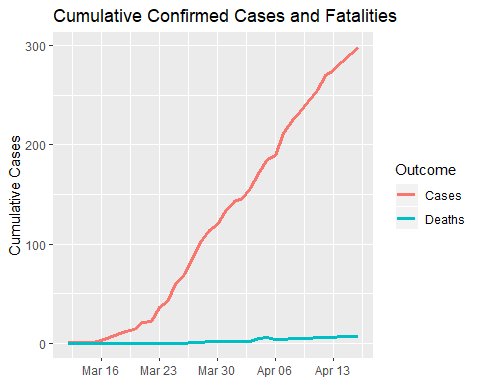 Cumulative Confirmed Cases and Fatalities
Cumulative Cases
300
200
100
0
Mar 16
Mar 23
Mar 30
Apr 06
Apr 13
Outcome
Cases
Deaths